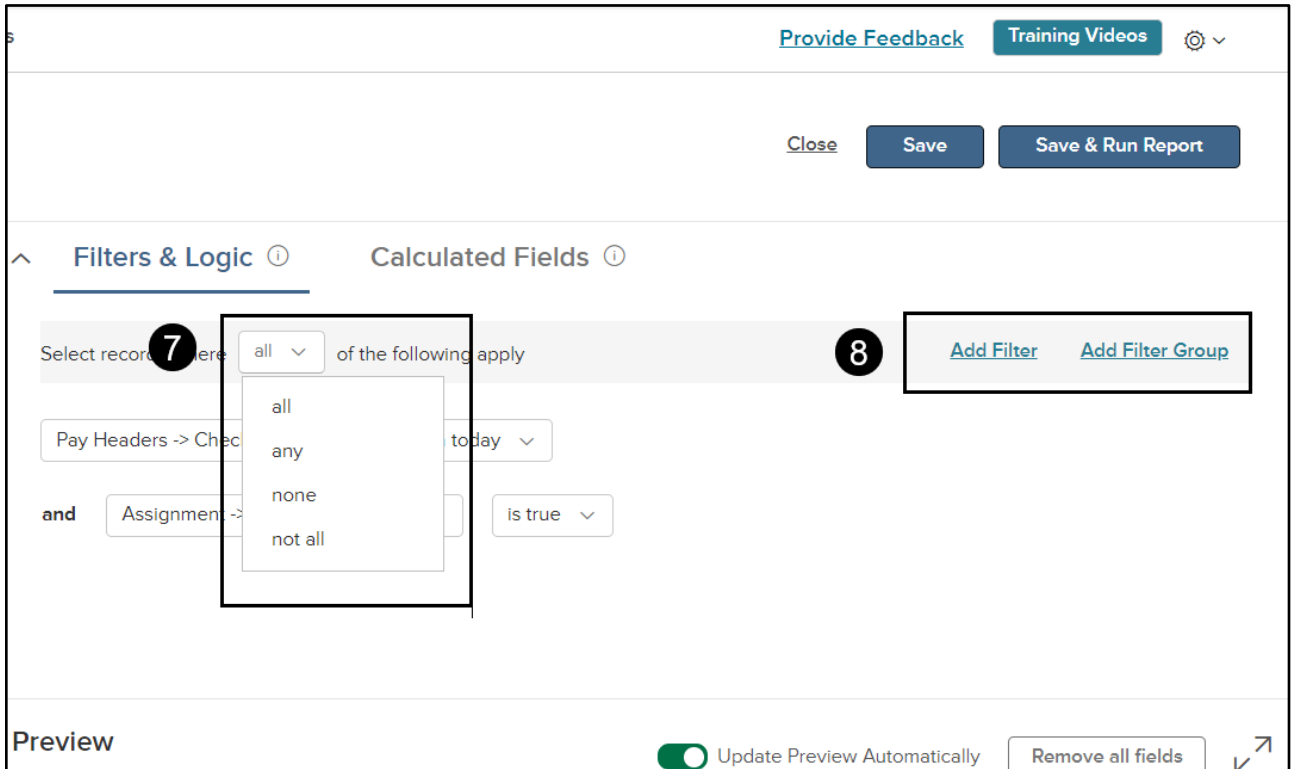 s
Provide Feedback Training Videos
Close Save Save & Run Report
Filters & Logic Calculated Fields
7
8
Select recor ere all of the following apply Add Filter Add Filter Group
all
any
none
not all
Pay Headers -> Chec today
and Assignment -> is true
Preview Update Preview Automatically Remove all fields